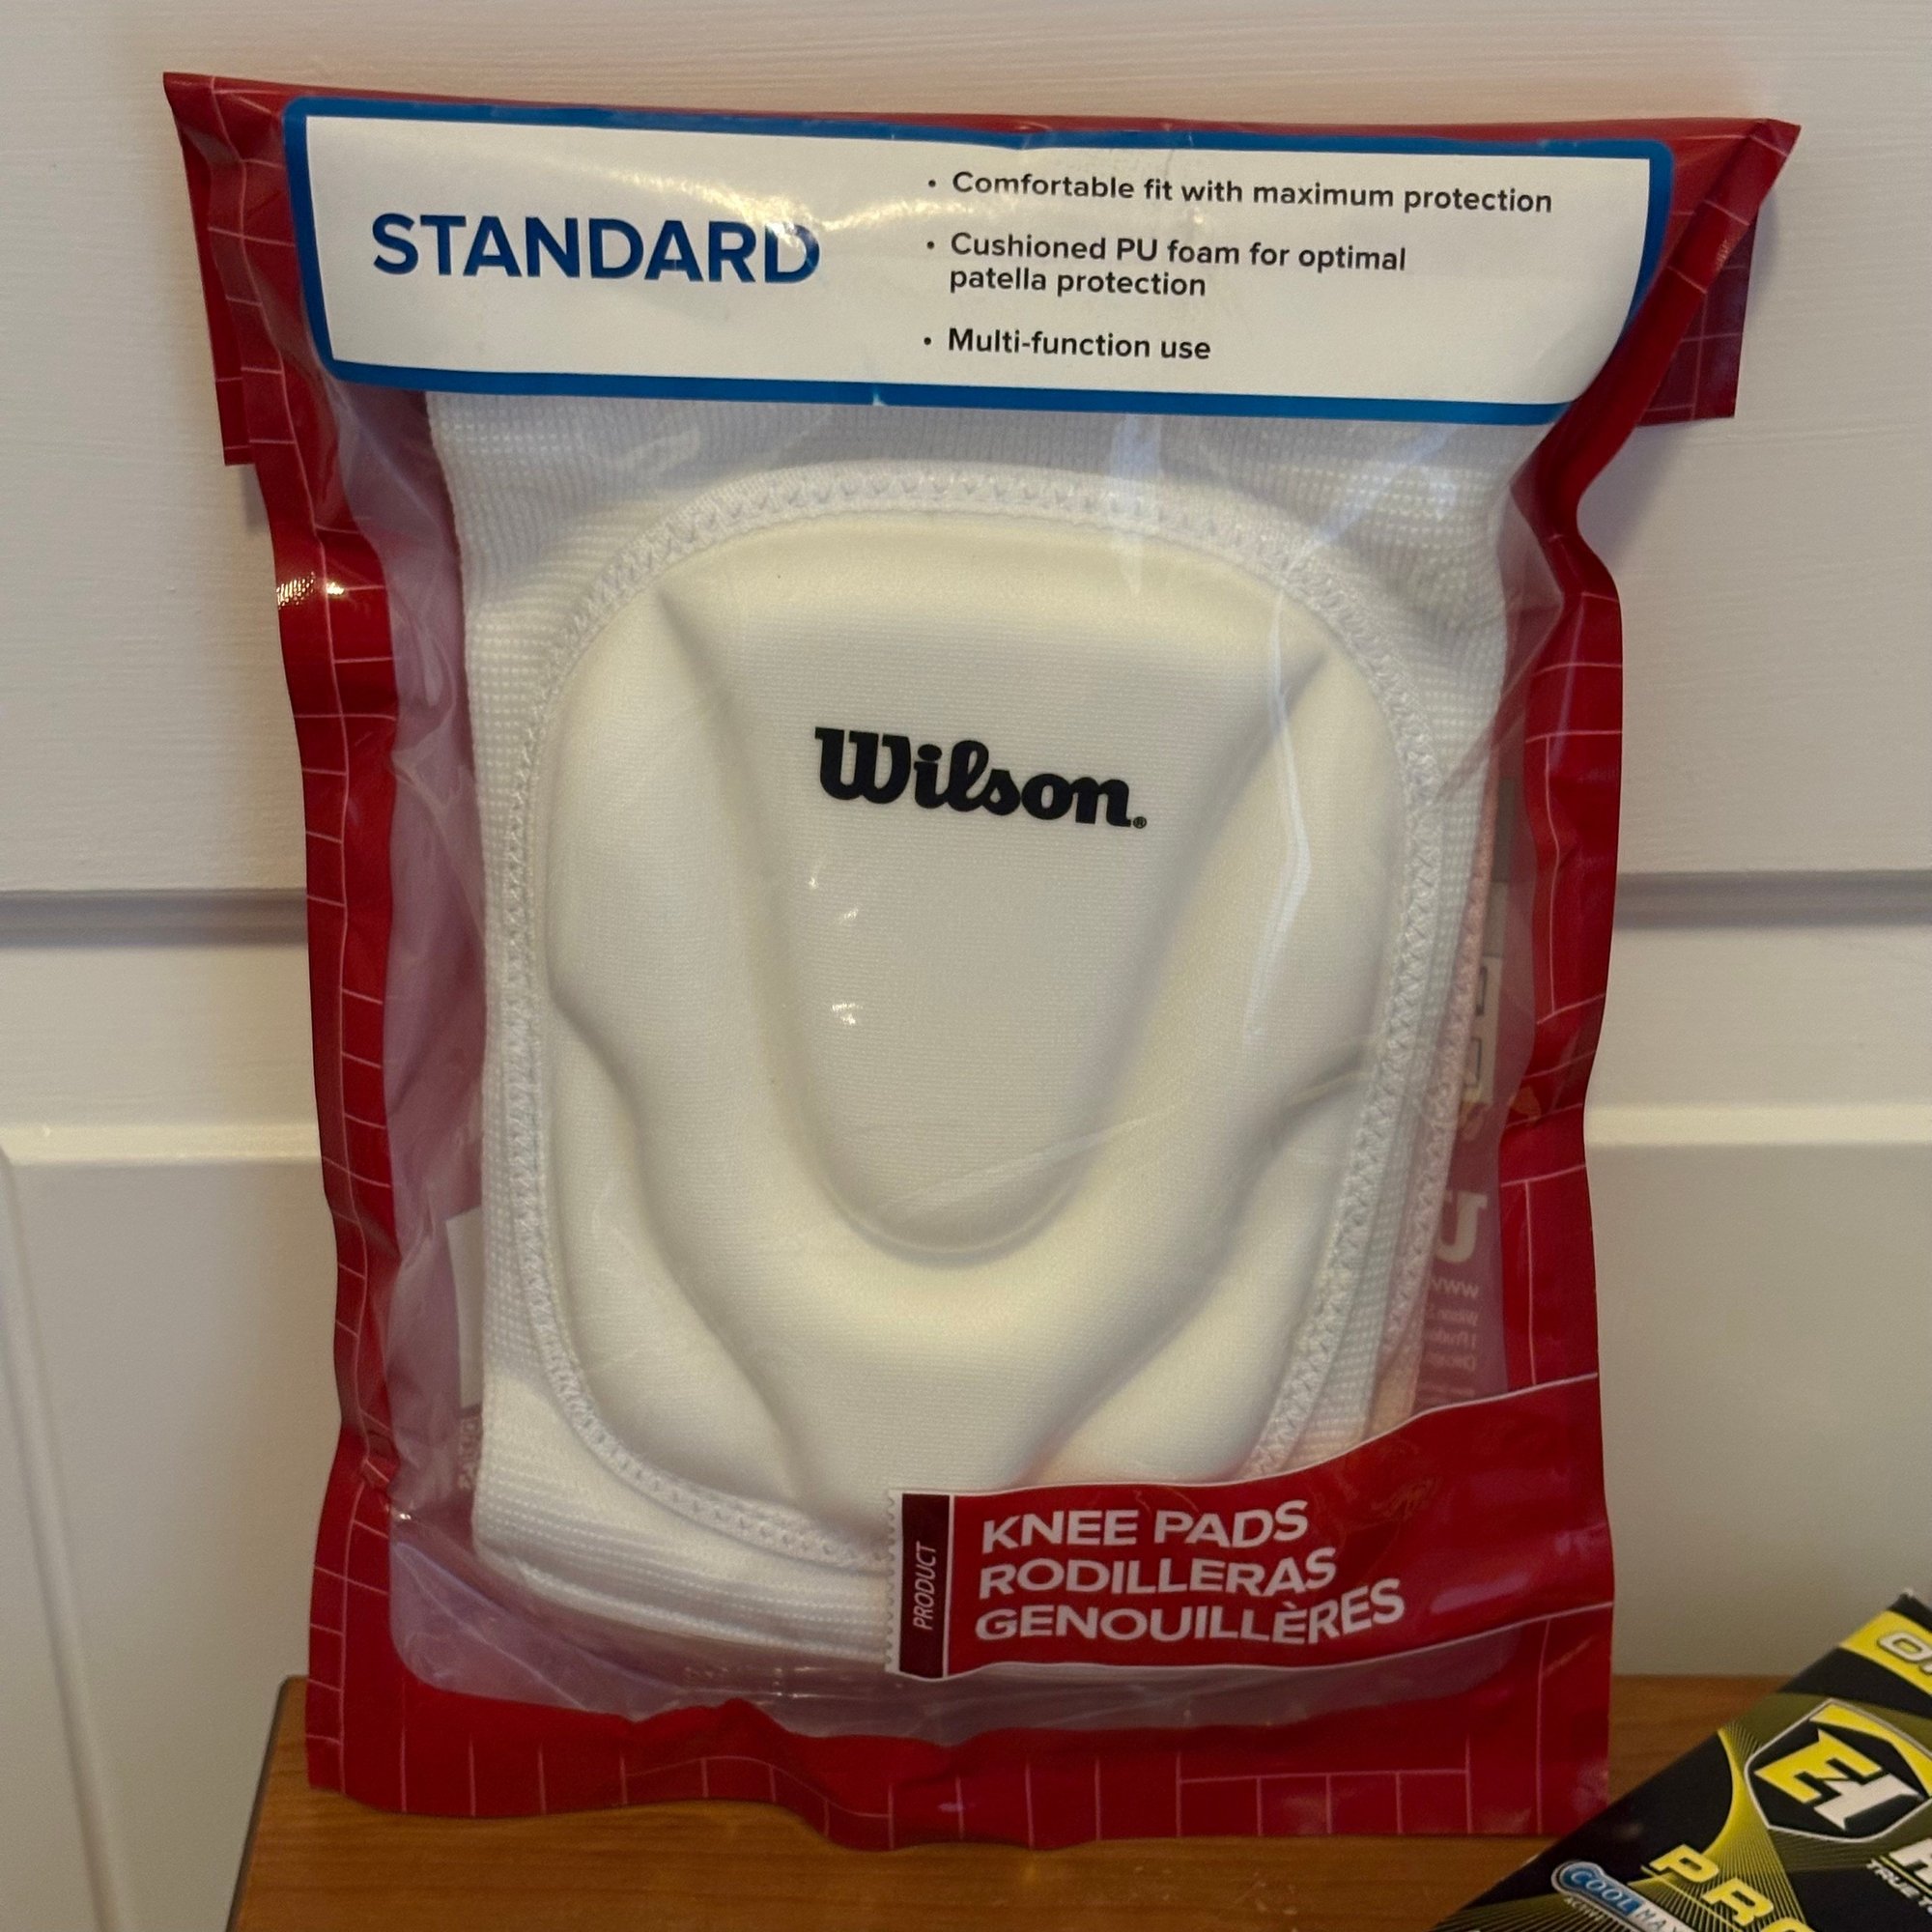 STANDARD
• Comfortable fit with maximum protection
• Cushioned PU foam for optimal
patella protection
• Multi-function use
Wilson®
PRODUCT
KNEE PADS
RODILLERAS
GENOUILLÈRES
COOLMAX